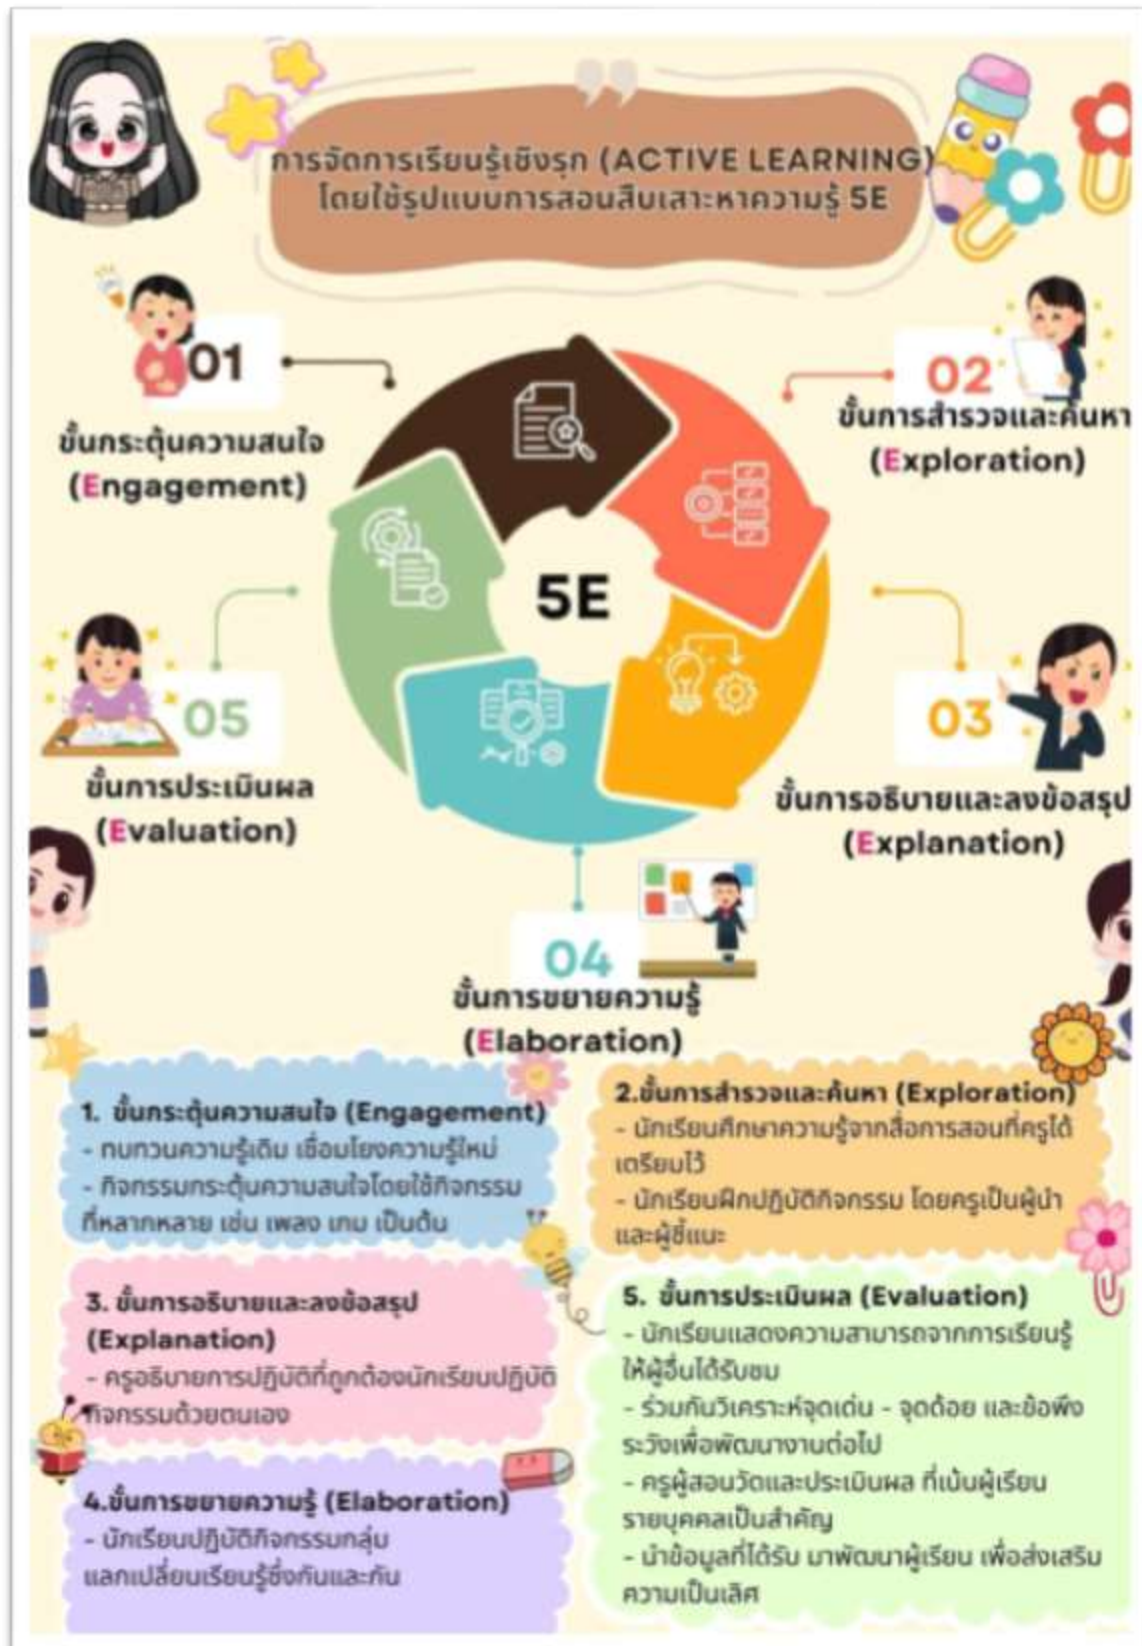 การจัดการเรียนรู้เชิงรุก (ACTIVE LEARNING)
โดยใช้รูปแบบการสอนสืบเสาะหาความรู้ 5E
01
ขั้นกระตุ้นความสนใจ
(Engagement)
02
ขั้นการสำรวจและค้นหา
(Exploration)
5E
05
ขั้นการประเมินผล
(Evaluation)
03
ขั้นการอธิบายและลงข้อสรุป
(Explanation)
04
ขั้นการขยายความรู้
(Elaboration)
1. ขั้นกระตุ้นความสนใจ (Engagement)
- ทบทวนความรู้เดิม เชื่อมโยงความรู้ใหม่
- กิจกรรมกระตุ้นความสนใจโดยใช้กิจกรรม
ที่หลากหลาย เช่น เพลง เกม เป็นต้น
2.ขั้นการสำรวจและค้นหา (Exploration)
- นักเรียนศึกษาความรู้จากสื่อการสอนที่ครูได้
เตรียมไว้
- นักเรียนฝึกปฏิบัติกิจกรรม โดยครูเป็นผู้นำ
และผู้ชี้แนะ
3. ขั้นการอธิบายและลงข้อสรุป
(Explanation)
- ครูอธิบายการปฏิบัติที่ถูกต้องนักเรียนปฏิบัติ
กิจกรรมด้วยตนเอง
4.ขั้นการขยายความรู้ (Elaboration)
- นักเรียนปฏิบัติกิจกรรมกลุ่ม
แลกเปลี่ยนเรียนรู้ซึ่งกันและกัน
5. ขั้นการประเมินผล (Evaluation)
- นักเรียนแสดงความสามารถจากการเรียนรู้
ให้ผู้อื่นได้รับชม
- ร่วมกันวิเคราะห์จุดเด่น - จุดด้อย และข้อพึง
ระวังเพื่อพัฒนางานต่อไป
- ครูผู้สอนวัดและประเมินผล ที่เน้นผู้เรียน
รายบุคคลเป็นสำคัญ
- นำข้อมูลที่ได้รับ มาพัฒนาผู้เรียน เพื่อส่งเสริม
ความเป็นเลิศ